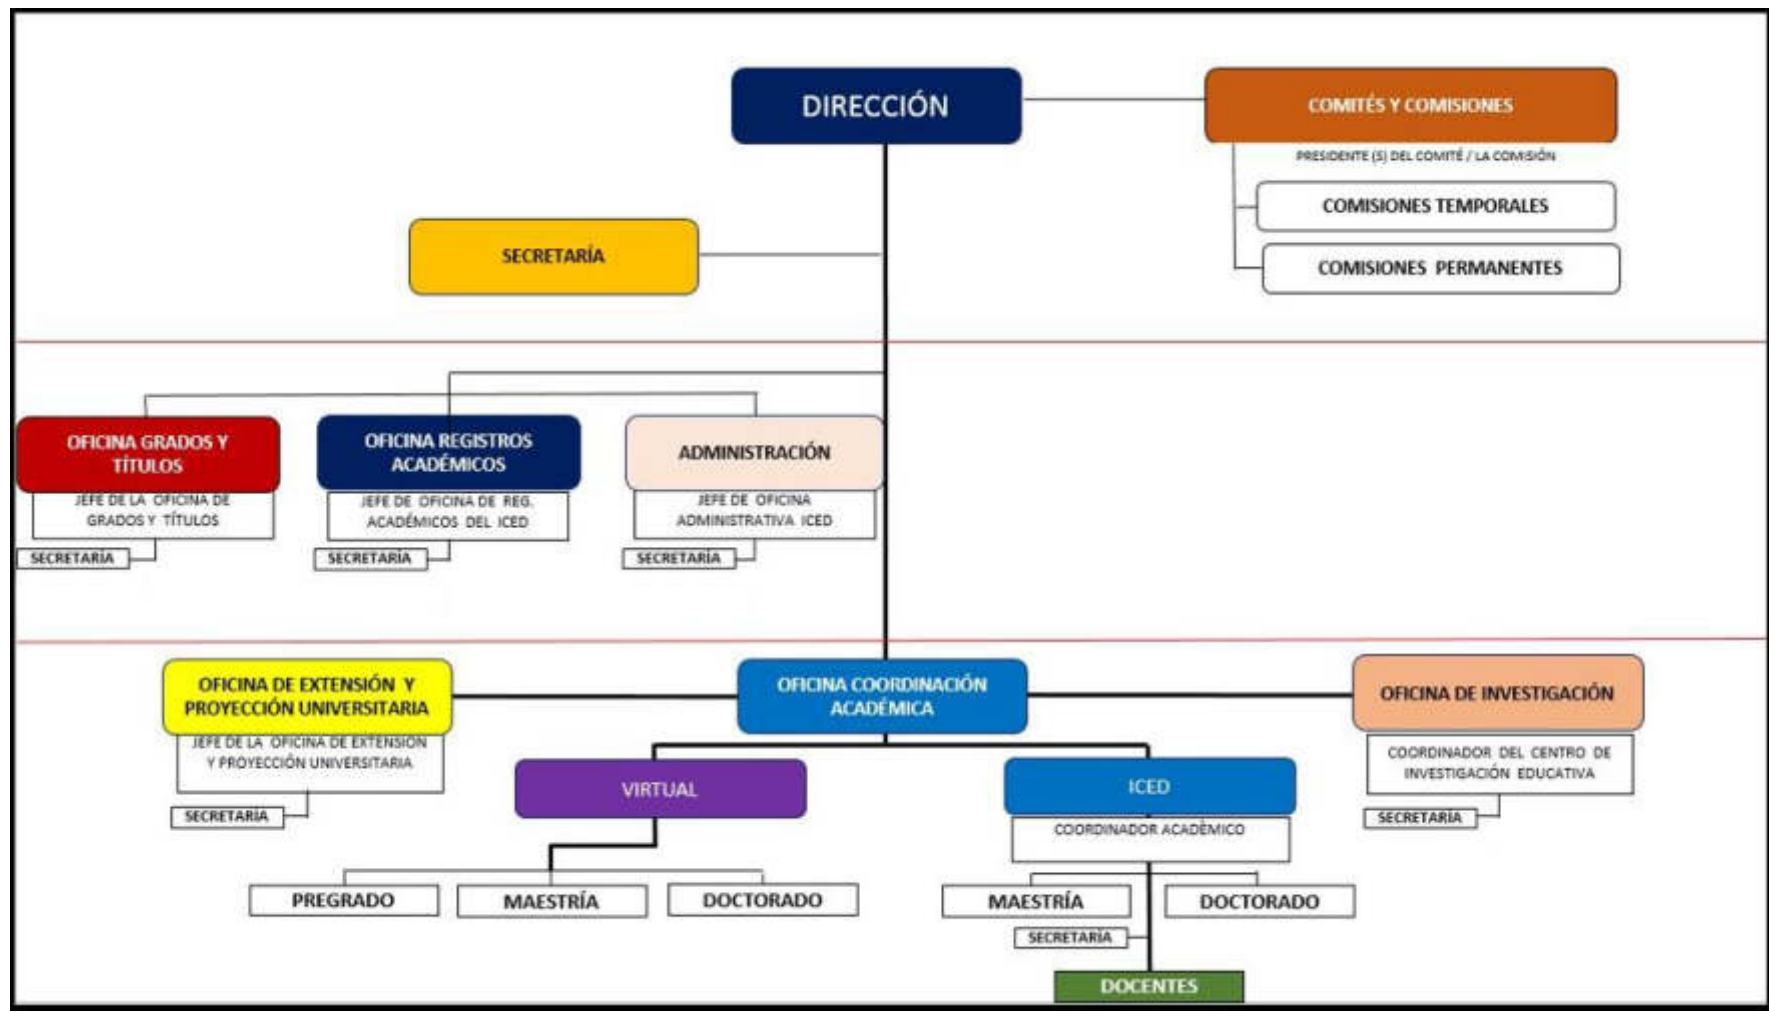 DIRECCIÓN
COMITÉS Y COMISIONES
PRESIDENTE (S) DEL COMITÉ / LA COMISIÓN
COMISIONES TEMPORALES
COMISIONES PERMANENTES
SECRETARÍA
OFICINA GRADOS Y
TÍTULOS
JEFE DE LA OFICINA DE
GRADOS Y TÍTULOS
SECRETARÍA
OFICINA REGISTROS
ACADÉMICOS
JEFE DE OFICINA DE REG.
ACADÉMICOS DEL ICED
SECRETARÍA
ADMINISTRACIÓN
JEFE DE OFICINA
ADMINISTRATIVA ICED
SECRETARÍA
OFICINA DE EXTENSIÓN Y
PROYECCIÓN UNIVERSITARIA
JEFE DE LA OFICINA DE EXTENSIÓN
Y PROYECCIÓN UNIVERSITARIA
SECRETARÍA
OFICINA COORDINACIÓN
ACADÉMICA
OFICINA DE INVESTIGACIÓN
COORDINADOR DEL CENTRO DE
INVESTIGACIÓN EDUCATIVA
SECRETARÍA
VIRTUAL
PREGRADO
MAESTRÍA
DOCTORADO
ICED
COORDINADOR ACADÈMICO
MAESTRÍA
DOCTORADO
SECRETARÍA
DOCENTES